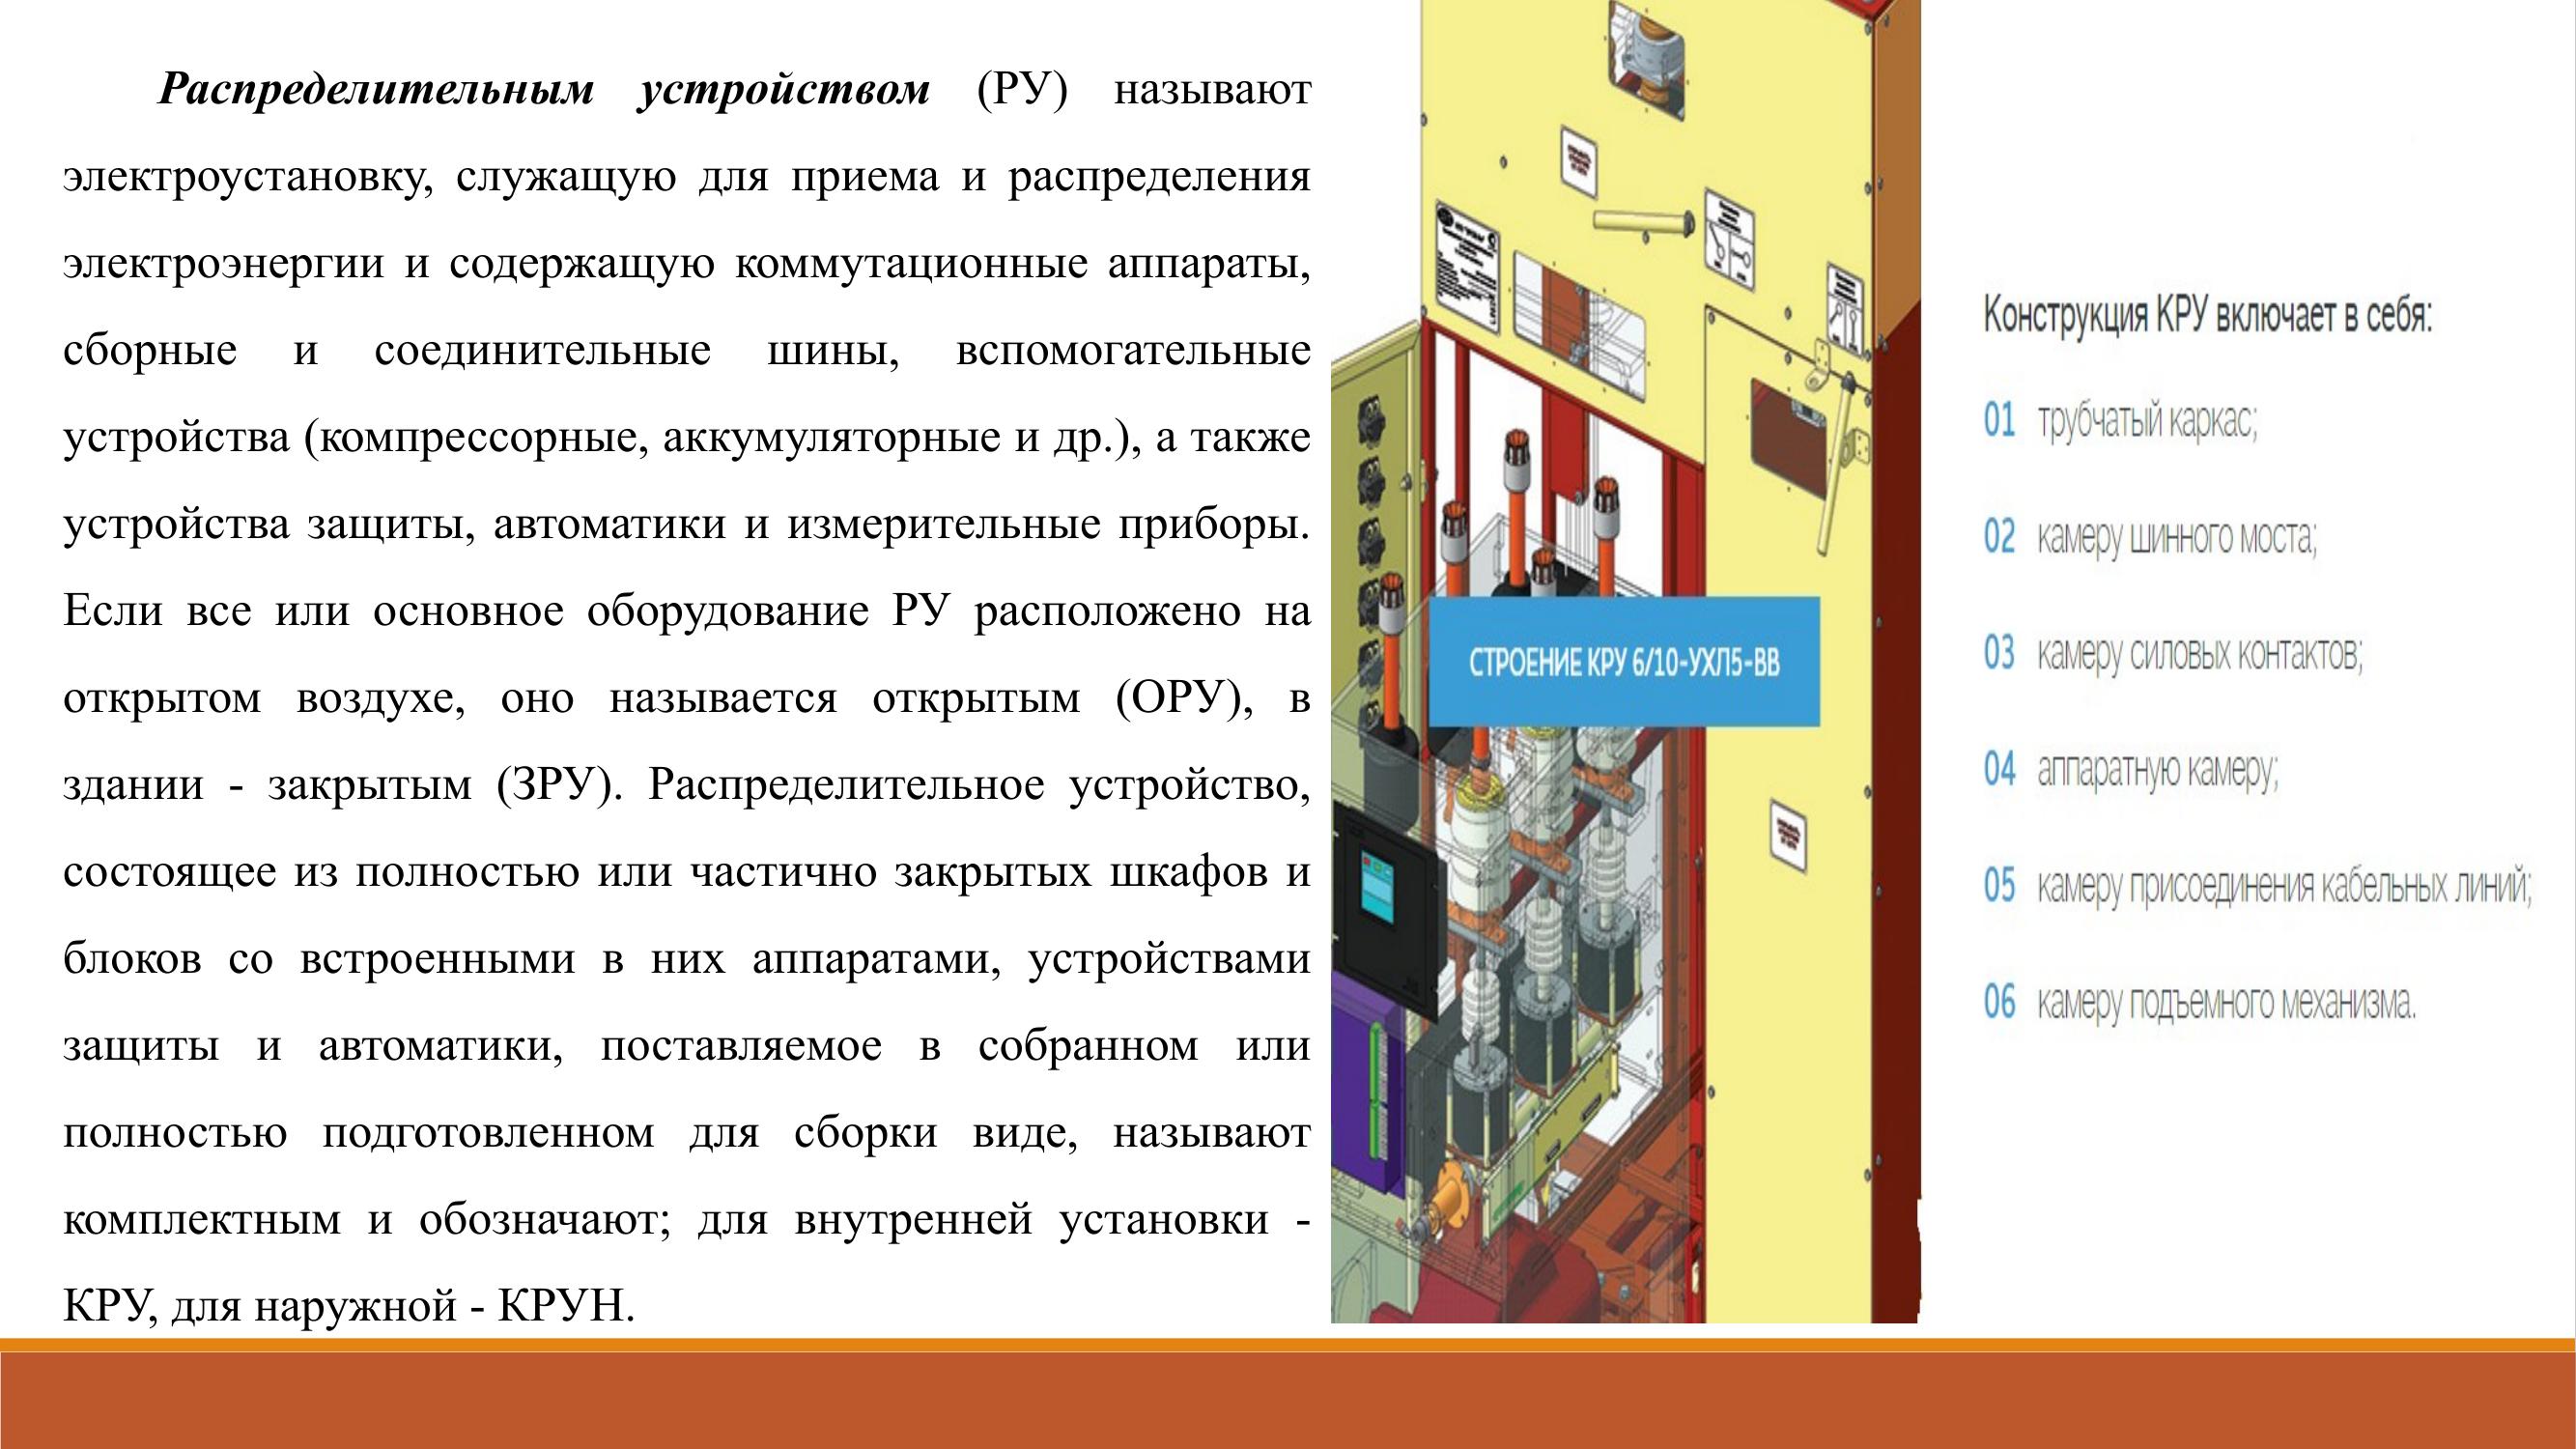 Распределительным устройством (РУ) называют
электроустановку, служащую для приема и распределения
электроэнергии и содержащую коммутационные аппараты,
сборные и соединительные шины, вспомогательные
устройства (компрессорные, аккумуляторные и др.), а также
устройства защиты, автоматики и измерительные приборы.
Если все или основное оборудование РУ расположено на
открытом воздухе, оно называется открытым (ОРУ), в
здании - закрытым (ЗРУ). Распределительное устройство,
состоящее из полностью или частично закрытых шкафов и
блоков со встроенными в них аппаратами, устройствами
защиты и автоматики, поставляемое в собранном или
полностью подготовленном для сборки виде, называют
комплектным и обозначают; для внутренней установки -
КРУ, для наружной - КРУН.
СТРОЕНИЕ КРУ 6/10-УХЛ5-ВВ
Конструкция КРУ включает в себя:
01 трубчатый каркас;
02 камеру шинного моста;
03 камеру силовых контактов;
04 аппаратную камеру;
05 камеру присоединения кабельных линий;
06 камеру подъемного механизма.